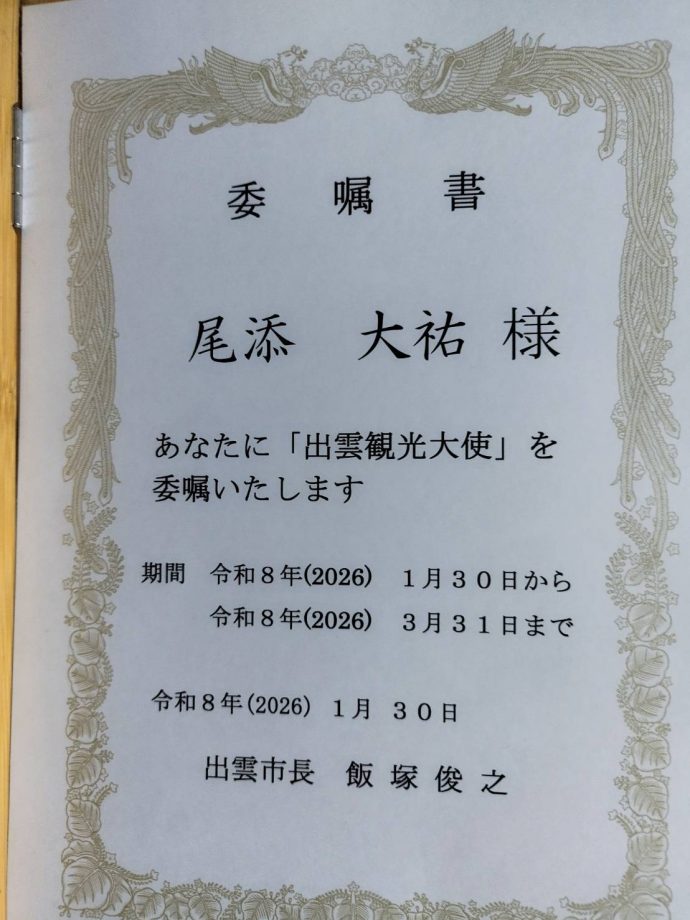 委嘱書
尾添 大祐 様
あなたに「出雲観光大使」を
委嘱いたします
期間 令和８年(2026) １月３０日から
令和８年(2026) ３月３１日まで
令和８年(2026) １月 ３０日
出雲市長 飯塚俊之